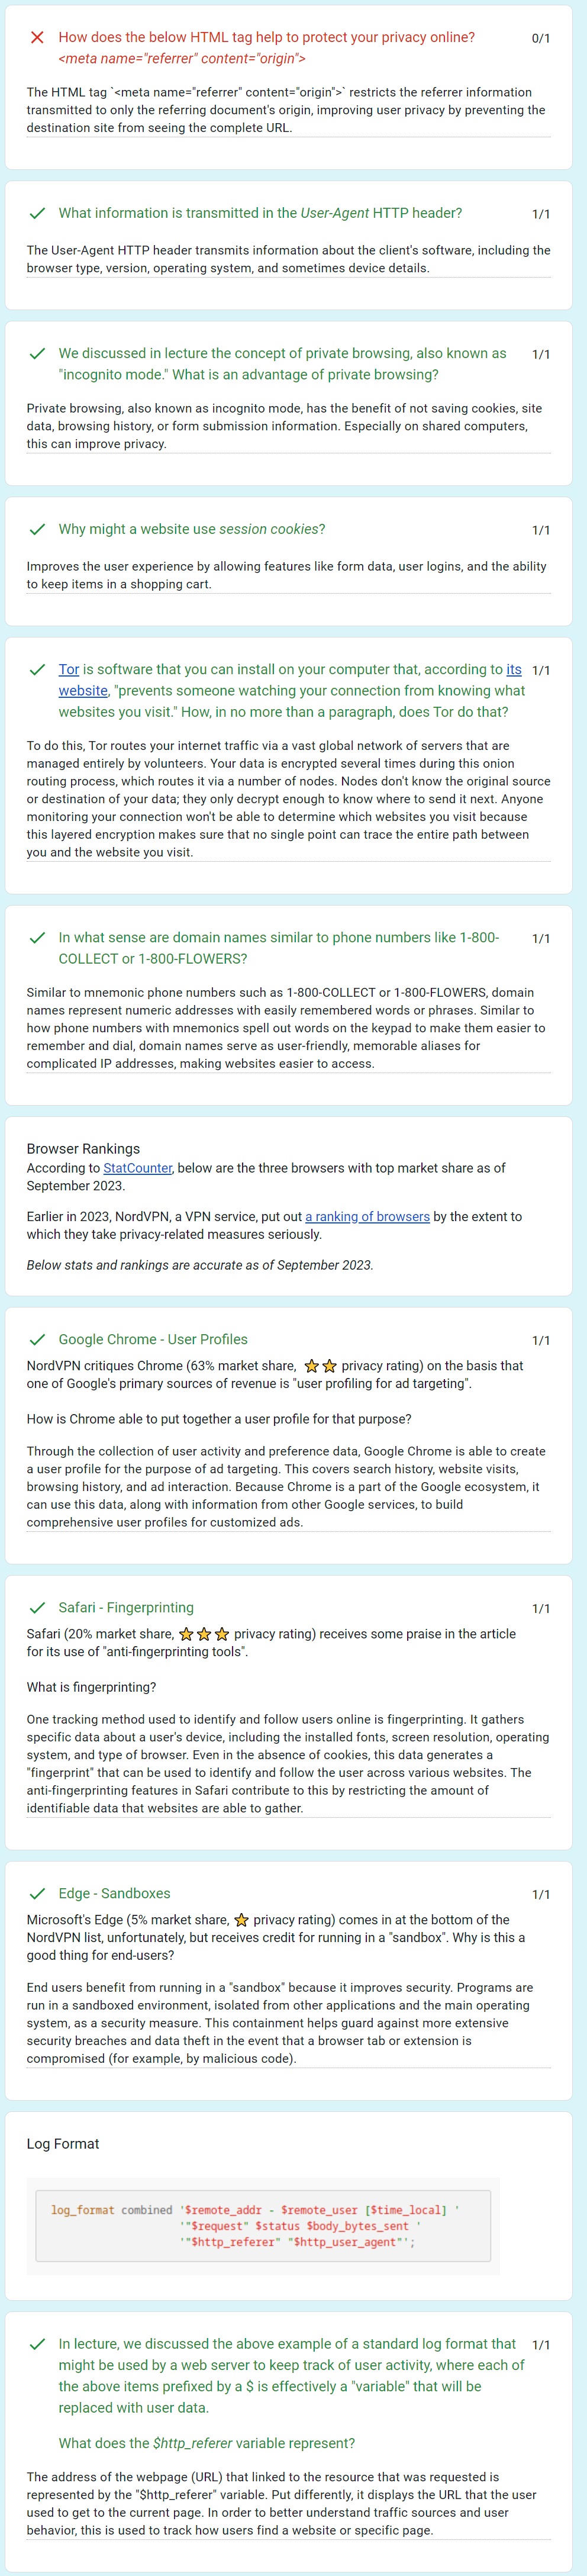 How does the below HTML tag help to protect your privacy online?
0/1
<meta name="referrer" content="origin">
The HTML tag `<meta name="referrer" content="origin">` restricts the referrer information
transmitted to only the referring document's origin, improving user privacy by preventing the
destination site from seeing the complete URL.
What information is transmitted in the User-Agent HTTP header?
1/1
The User-Agent HTTP header transmits information about the client's software, including the
browser type, version, operating system, and sometimes device details.
We discussed in lecture the concept of private browsing, also known as
1/1
"incognito mode." What is an advantage of private browsing?
Private browsing, also known as incognito mode, has the benefit of not saving cookies, site
data, browsing history, or form submission information. Especially on shared computers,
this can improve privacy.
Why might a website use session cookies?
1/1
Improves the user experience by allowing features like form data, user logins, and the ability
to keep items in a shopping cart.
Tor is software that you can install on your computer that, according to its
1/1
website, "prevents someone watching your connection from knowing what
websites you visit." How, in no more than a paragraph, does Tor do that?
To do this, Tor routes your internet traffic via a vast global network of servers that are
managed entirely by volunteers. Your data is encrypted several times during this onion
routing process, which routes it via a number of nodes. Nodes don't know the original source
or destination of your data; they only decrypt enough to know where to send it next. Anyone
monitoring your connection won't be able to determine which websites you visit because
this layered encryption makes sure that no single point can trace the entire path between
you and the website you visit.
In what sense are domain names similar to phone numbers like 1-800-
1/1
COLLECT or 1-800-FLOWERS?
Similar to mnemonic phone numbers such as 1-800-COLLECT or 1-800-FLOWERS, domain
names represent numeric addresses with easily remembered words or phrases. Similar to
how phone numbers with mnemonics spell out words on the keypad to make them easier to
remember and dial, domain names serve as user-friendly, memorable aliases for
complicated IP addresses, making websites easier to access.
Browser Rankings
According to StatCounter, below are the three browsers with top market share as of
September 2023.
Earlier in 2023, NordVPN, a VPN service, put out a ranking of browsers by the extent to
which they take privacy-related measures seriously.
Below stats and rankings are accurate as of September 2023.
Google Chrome - User Profiles
1/1
NordVPN critiques Chrome (63% market share, ⭐⭐ privacy rating) on the basis that
one of Google's primary sources of revenue is "user profiling for ad targeting".
How is Chrome able to put together a user profile for that purpose?
Through the collection of user activity and preference data, Google Chrome is able to create
a user profile for the purpose of ad targeting. This covers search history, website visits,
browsing history, and ad interaction. Because Chrome is a part of the Google ecosystem, it
can use this data, along with information from other Google services, to build
comprehensive user profiles for customized ads.
Safari - Fingerprinting
1/1
Safari (20% market share, ⭐⭐⭐ privacy rating) receives some praise in the article
for its use of "anti-fingerprinting tools".
What is fingerprinting?
One tracking method used to identify and follow users online is fingerprinting. It gathers
specific data about a user's device, including the installed fonts, screen resolution, operating
system, and type of browser. Even in the absence of cookies, this data generates a
"fingerprint" that can be used to identify and follow the user across various websites. The
anti-fingerprinting features in Safari contribute to this by restricting the amount of
identifiable data that websites are able to gather.
Edge - Sandboxes
1/1
Microsoft's Edge (5% market share, ⭐ privacy rating) comes in at the bottom of the
NordVPN list, unfortunately, but receives credit for running in a "sandbox". Why is this a
good thing for end-users?
End users benefit from running in a "sandbox" because it improves security. Programs are
run in a sandboxed environment, isolated from other applications and the main operating
system, as a security measure. This containment helps guard against more extensive
security breaches and data theft in the event that a browser tab or extension is
compromised (for example, by malicious code).
Log Format
log_format combined '$remote_addr - $remote_user [$time_local] '
'"$request" $status $body_bytes_sent '
'"$http_referer" "$http_user_agent"';
In lecture, we discussed the above example of a standard log format that
1/1
might be used by a web server to keep track of user activity, where each of
the above items prefixed by a $ is effectively a "variable" that will be
replaced with user data.
What does the $http_referer variable represent?
The address of the webpage (URL) that linked to the resource that was requested is
represented by the "$http_referer" variable. Put differently, it displays the URL that the user
used to get to the current page. In order to better understand traffic sources and user
behavior, this is used to track how users find a website or specific page.